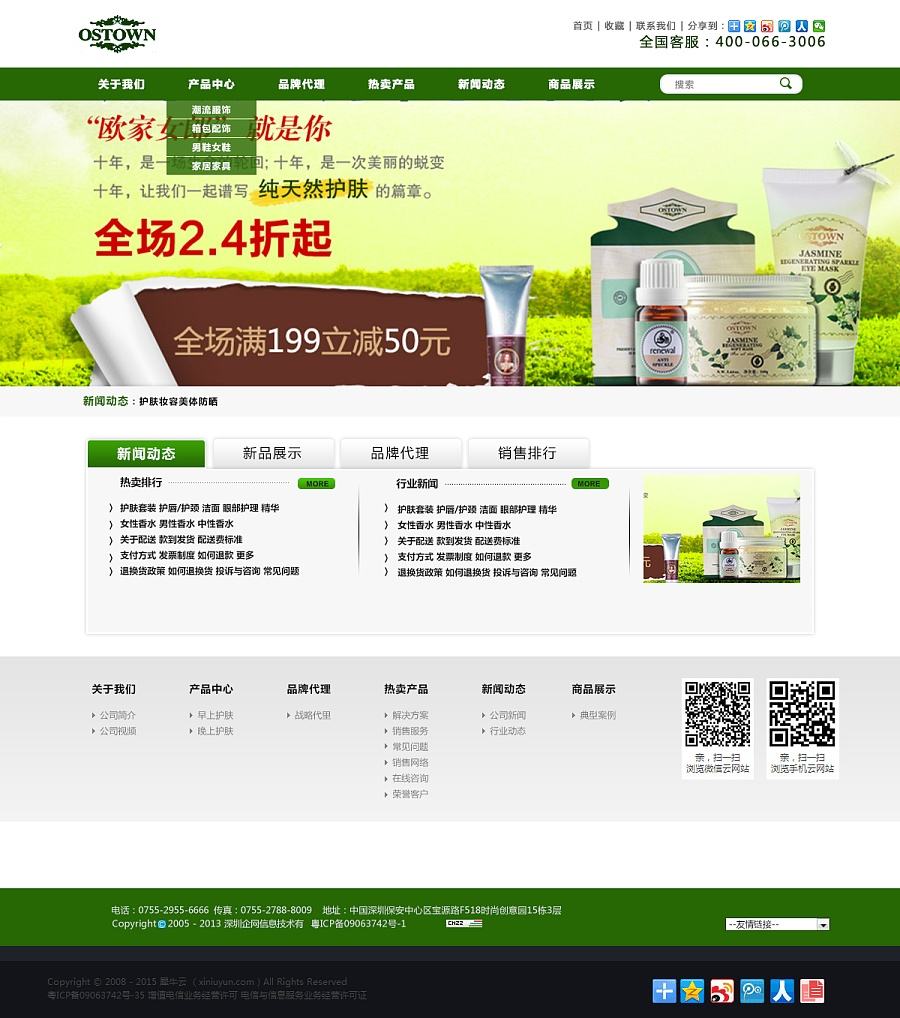 OSTOWN
首页 | 收藏 | 联系我们 | 分享到：
全国客服：400-066-3006
关于我们 产品中心 品牌代理 热卖产品 新闻动态 商品展示 搜索
潮流服饰
箱包配饰
男鞋女鞋
家居家具
“欧家女 就是你
十年，是一场 轮回; 十年，是一次美丽的蜕变
十年，让我们一起谱写 纯天然护肤 的篇章。
全场2.4折起
全场满199立减50元
OSTOWN
OSTOWN
JASMINE
REGENERATING SPARKLE
EYE MASK
renewal
ANTI
SPECKLE
OSTOWN
JASMINE
REGENERATING
SOFT MASK
新闻动态：护肤妆容美体防晒
新闻动态 新品展示 品牌代理 销售排行
热卖排行 MORE
护肤套装 护唇/护颈 洁面 眼部护理 精华
女性香水 男性香水 中性香水
关于配送 款到发货 配送费标准
支付方式 发票制度 如何退款 更多
退换货政策 如何退换货 投诉与咨询 常见问题
行业新闻 MORE
护肤套装 护唇/护颈 洁面 眼部护理 精华
女性香水 男性香水 中性香水
关于配送 款到发货 配送费标准
支付方式 发票制度 如何退款 更多
退换货政策 如何退换货 投诉与咨询 常见问题
关于我们
公司简介
公司视频
产品中心
早上护肤
晚上护肤
品牌代理
战略代理
热卖产品
解决方案
销售服务
常见问题
销售网络
在线咨询
荣誉客户
新闻动态
公司新闻
行业动态
商品展示
典型案例
亲，扫一扫
浏览微信云网站
亲，扫一扫
浏览手机云网站
电话：0755-2955-6666 传真：0755-2788-8009 地址：中国深圳保安中心区宝源路F518时尚创意园15栋3层
Copyright 2005 - 2013 深圳企网信息技术有 粤ICP备09063742号-1 CNZZ
--友情链接--
Copyright © 2008 - 2015 犀牛云（xiniuyun.com）All Rights Reserved
粤ICP备09063742号-35 增值电信业务经营许可 电信与信息服务业务经营许可证